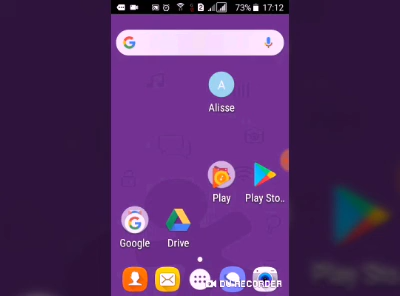 73% 17:12
A
Alisse
Play
Play Sto..
Google
Drive
DU RECORDER